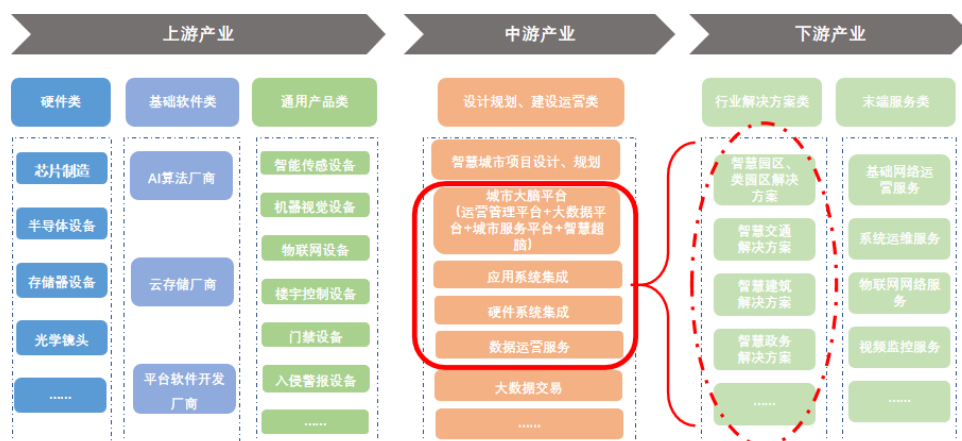 上游产业
中游产业
下游产业
硬件类
基础软件类
通用产品类
设计规划、建设运营类
行业解决方案类
末端服务类
芯片制造
半导体设备
存储器设备
光学镜头
......
AI算法厂商
云存储厂商
平台软件开发
厂商
智能传感设备
机器视觉设备
物联网设备
楼宇控制设备
门禁设备
入侵警报设备
......
智慧城市项目设计、规划
城市大脑平台
(运营管理平台+大数据平
台+城市服务平台+智慧超
脑)
应用系统集成
硬件系统集成
数据运营服务
大数据交易
......
智慧园区、
类园区解决
方案
智慧交通
解决方案
智慧建筑
解决方案
智慧政务
解决方案
......
基础网络运
营服务
系统运维服务
物联网网络服
务
视频监控服务
......